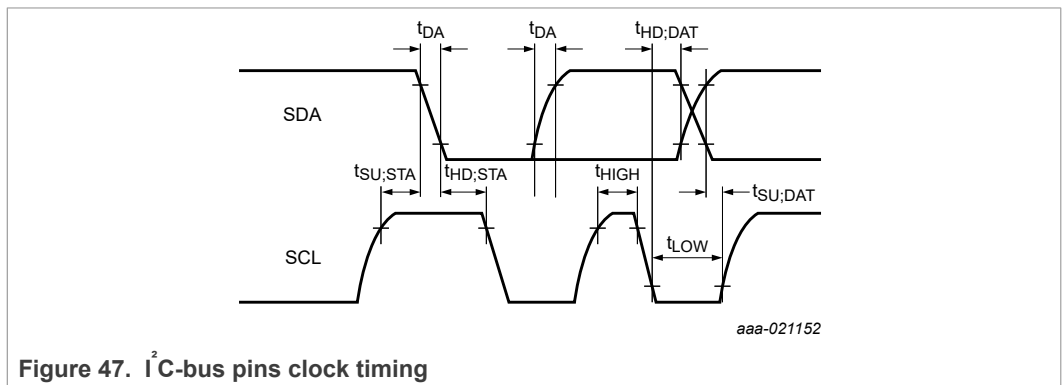 tDA tDA tHD;DAT
SDA
tSU;STA tHD;STA tHIGH tSU;DAT
SCL tLOW
aaa-021152
Figure 47. I²C-bus pins clock timing